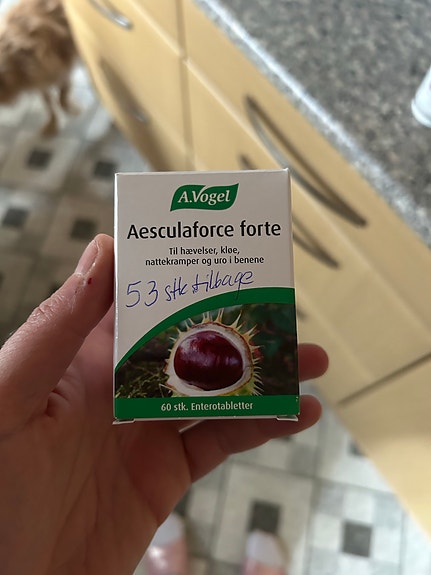 A.Vogel
Aesculaforce forte
Til hævelser, kløe,
nattekramper og uro i benene
53 stk tilbage
60 stk. Enterotabletter